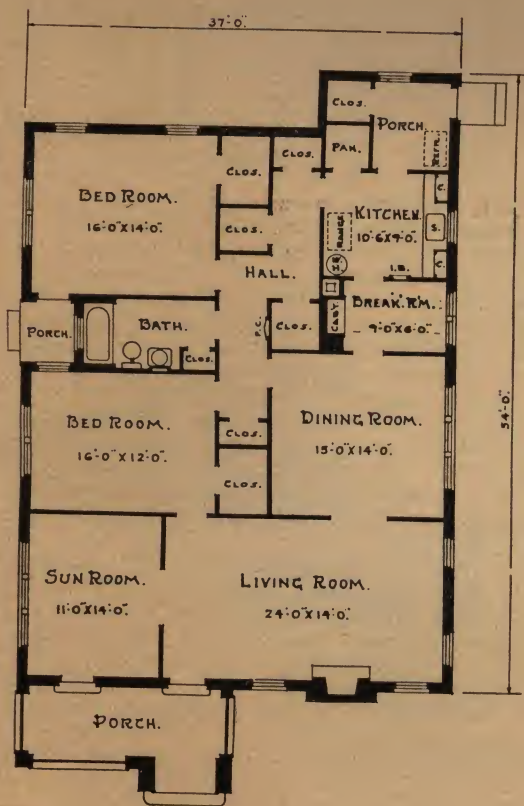 37'-0"
CLOS.
PORCH.
REFR.
PAN.
CLOS.
CLOS.
BED ROOM.
16'-0"X14'-0"
KITCHEN.
10'-6"X9'-0"
C.
S.
C.
RANGE
CLOS.
HALL.
I.B.
BREAK. RM.
9'-0"X6'-0"
PORCH.
BATH.
CLOS.
CLOS.
54'-0"
BED ROOM.
16'-0"X12'-0"
CLOS.
CLOS.
DINING ROOM.
15'-0"X14'-0"
SUN ROOM.
11'-0"X14'-0"
LIVING ROOM.
24'-0"X14'-0"
PORCH.